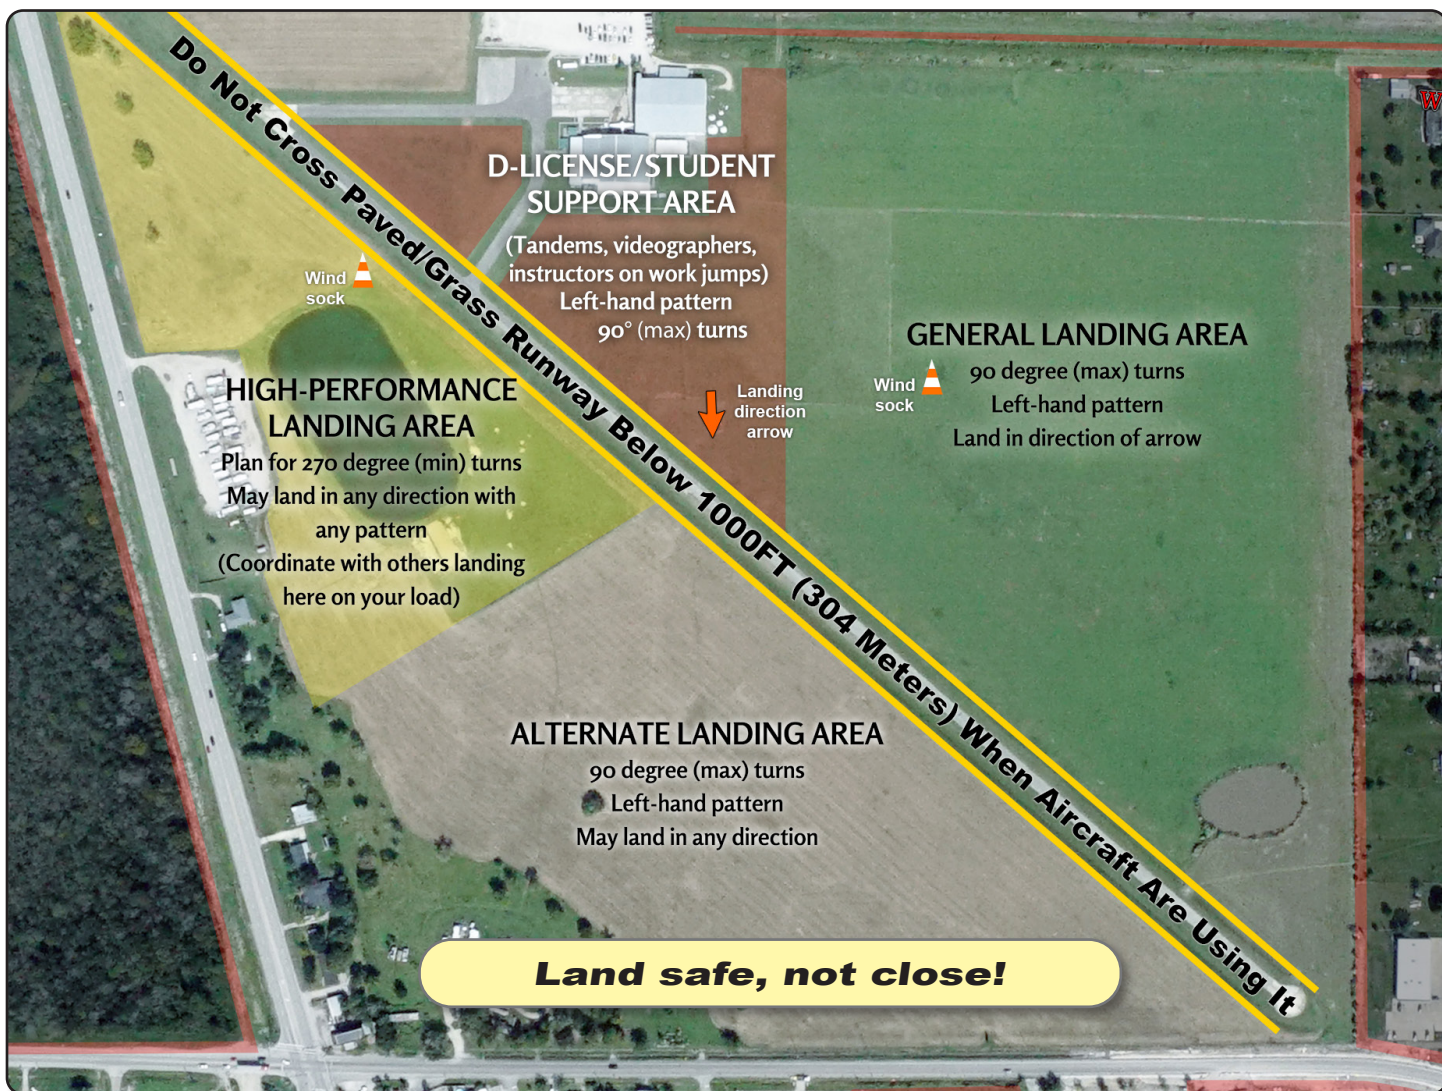 Do Not Cross Paved/Grass Runway Below 1000FT (304 Meters) When Aircraft Are Using It
W
D-LICENSE/STUDENT
SUPPORT AREA
(Tandems, videographers,
instructors on work jumps)
Left-hand pattern
90° (max) turns
Wind
sock
GENERAL LANDING AREA
90 degree (max) turns
Left-hand pattern
Land in direction of arrow
Wind
sock
Landing
direction
arrow
HIGH-PERFORMANCE
LANDING AREA
Plan for 270 degree (min) turns
May land in any direction with
any pattern
(Coordinate with others landing
here on your load)
ALTERNATE LANDING AREA
90 degree (max) turns
Left-hand pattern
May land in any direction
Land safe, not close!